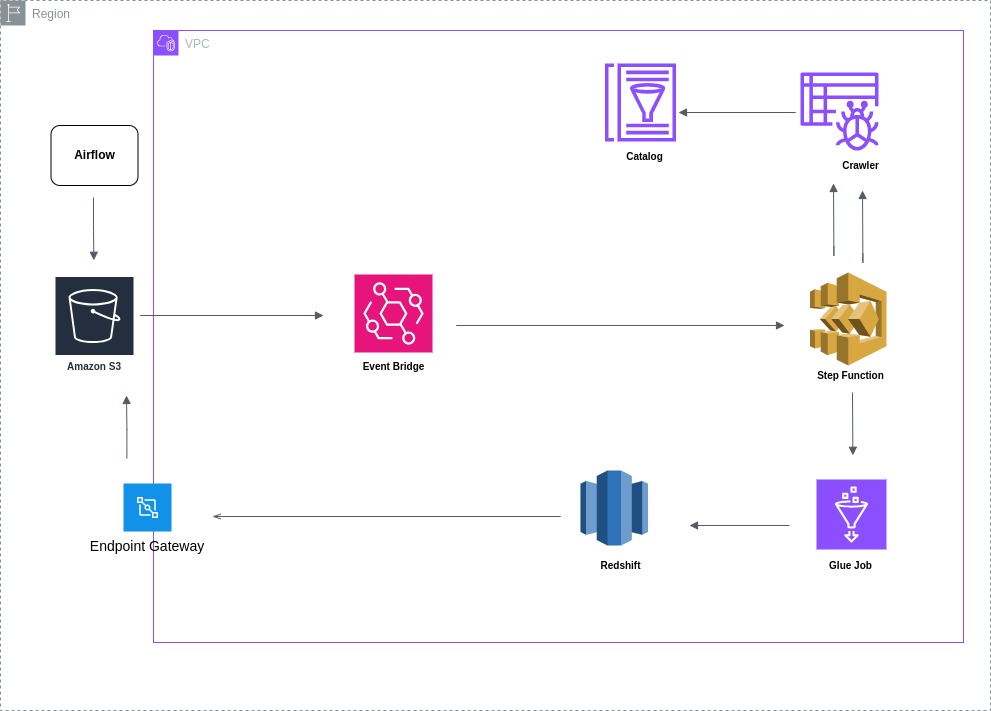 Region
VPC
Airflow
Catalog
Crawler
Amazon S3
Event Bridge
Step Function
Endpoint Gateway
Redshift
Glue Job